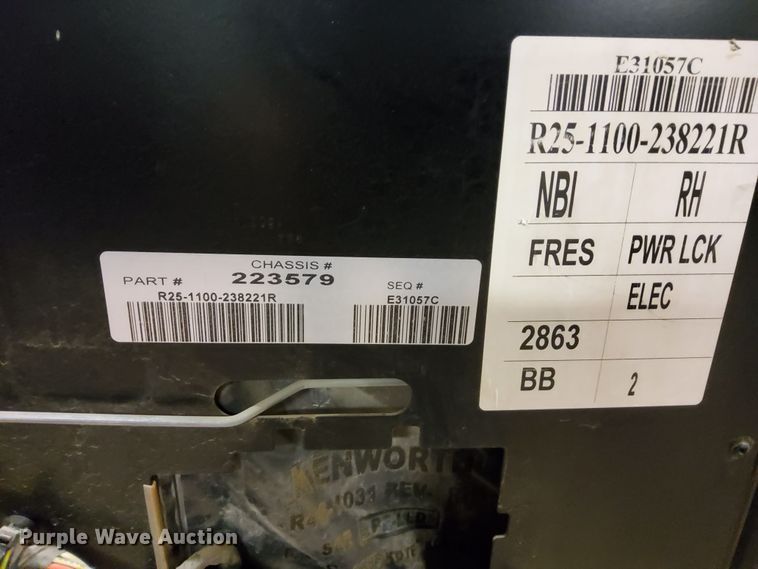 E31057C
R25-1100-238221R
NBI RH
FRES PWR LCK
ELEC
2863
BB 2
CHASSIS #
PART # 223579 SEQ #
R25-1100-238221R E31057C
KENWORTH
Purple Wave Auction